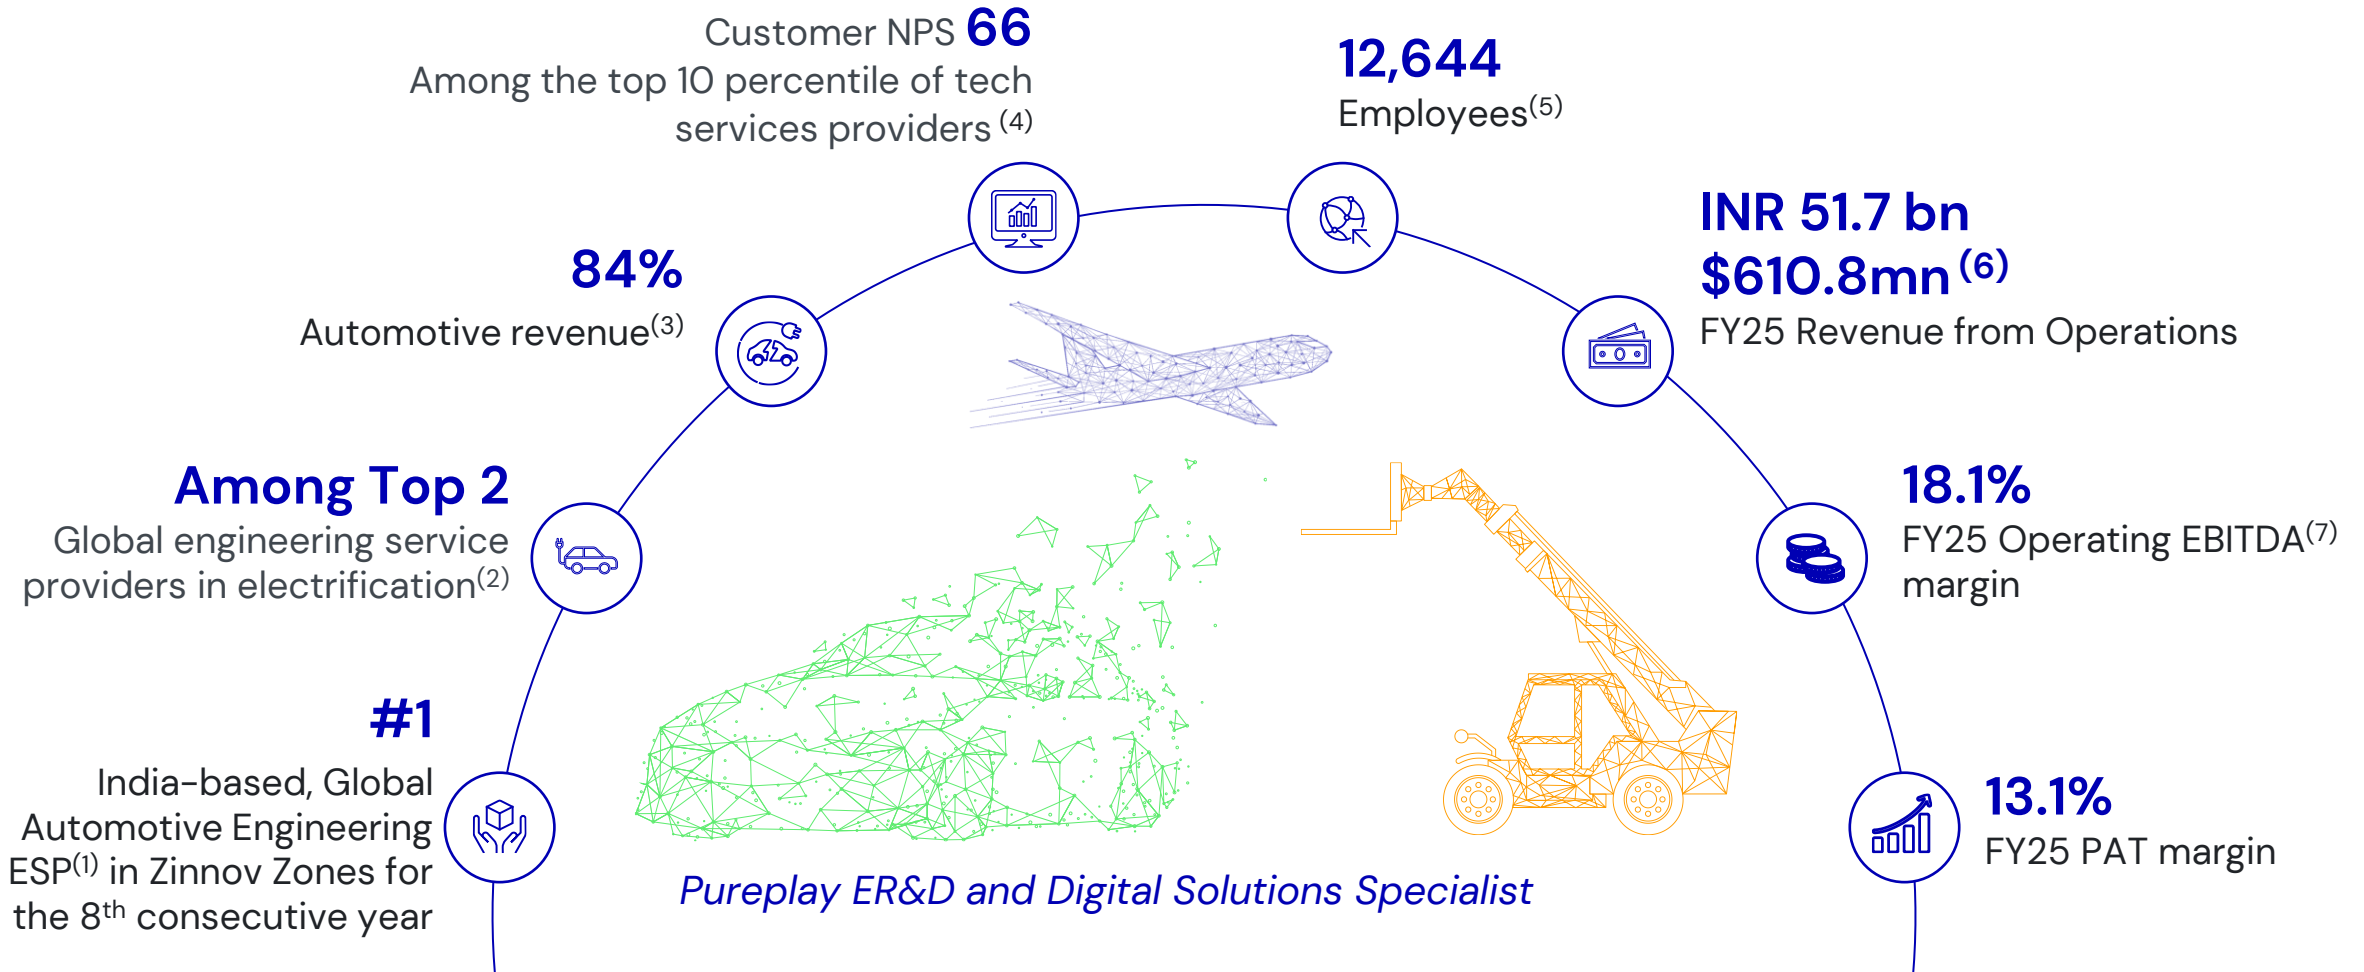 Customer NPS 66
Among the top 10 percentile of tech
services providers (4)
12,644
Employees(5)
84%
Automotive revenue(3)
INR 51.7 bn
$610.8mn (6)
FY25 Revenue from Operations
Among Top 2
Global engineering service
providers in electrification(2)
18.1%
FY25 Operating EBITDA(7)
margin
#1
India-based, Global
Automotive Engineering
ESP(1) in Zinnov Zones for
the 8th consecutive year
13.1%
FY25 PAT margin
Pureplay ER&D and Digital Solutions Specialist